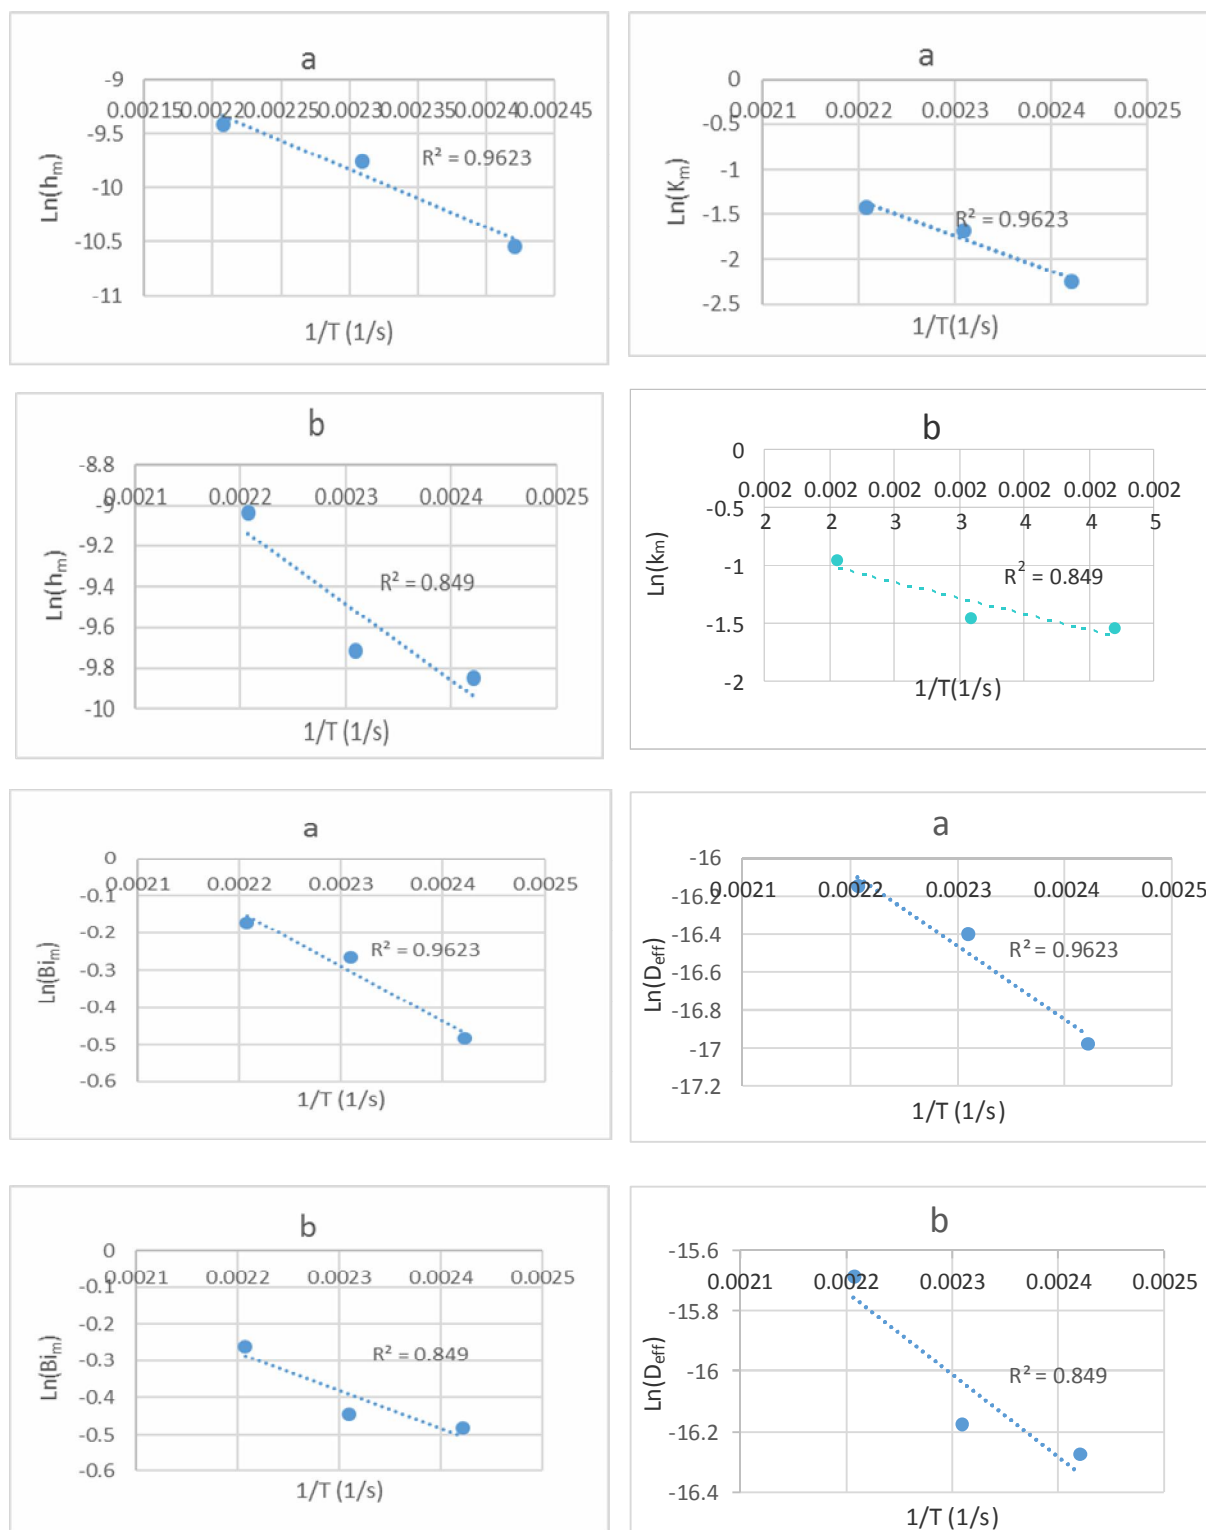 a
-9
0.00215 0.0022 0.00225 0.0023 0.00235 0.0024 0.00245
-9.5
R² = 0.9623
-10
-10.5
-11
Ln(hm)
1/T (1/s)
a
0
0.0021 0.0022 0.0023 0.0024 0.0025
-0.5
-1
-1.5
R² = 0.9623
-2
-2.5
Ln(Km)
1/T(1/s)
b
-8.8
0.0021 0.0022 0.0023 0.0024 0.0025
-9
-9.2
-9.4
R² = 0.849
-9.6
-9.8
-10
Ln(hm)
1/T (1/s)
b
0
0.002 0.002 0.002 0.002 0.002 0.002 0.002
2 2 3 3 4 4 5
-0.5
-1
R² = 0.849
-1.5
-2
Ln(km)
1/T(1/s)
a
0
0.0021 0.0022 0.0023 0.0024 0.0025
-0.1
-0.2
R² = 0.9623
-0.3
-0.4
-0.5
-0.6
Ln(Bim)
1/T (1/s)
a
-16
0.0021 0.0022 0.0023 0.0024 0.0025
-16.2
-16.4
R² = 0.9623
-16.6
-16.8
-17
-17.2
Ln(Deff)
1/T (1/s)
b
0
0.0021 0.0022 0.0023 0.0024 0.0025
-0.1
-0.2
-0.3
R² = 0.849
-0.4
-0.5
-0.6
Ln(Bim)
1/T (1/s)
b
-15.6
0.0021 0.0022 0.0023 0.0024 0.0025
-15.8
-16
R² = 0.849
-16.2
-16.4
Ln(Deff)
1/T (1/s)